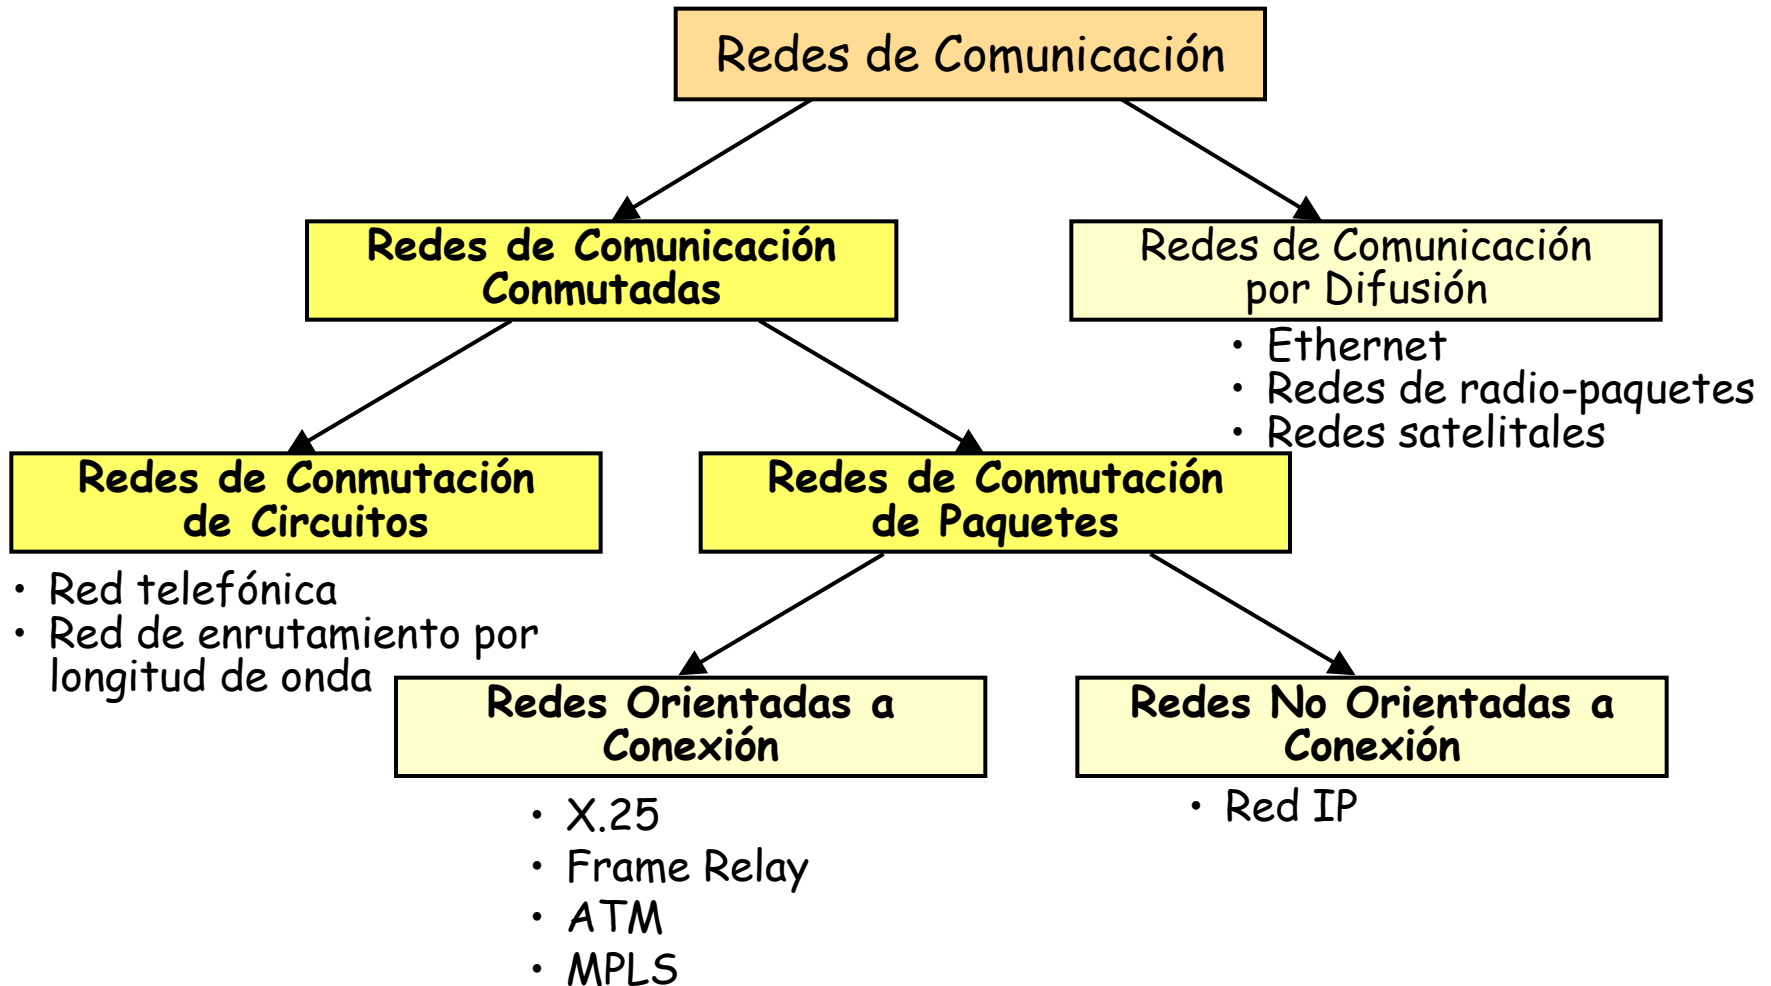 Redes de Comunicación
Redes de Comunicación
Conmutadas
Redes de Comunicación
por Difusión
• Ethernet
• Redes de radio-paquetes
• Redes satelitales
Redes de Conmutación
de Circuitos
Redes de Conmutación
de Paquetes
• Red telefónica
• Red de enrutamiento por
longitud de onda
Redes Orientadas a
Conexión
Redes No Orientadas a
Conexión
• X.25
• Frame Relay
• ATM
• MPLS
• Red IP